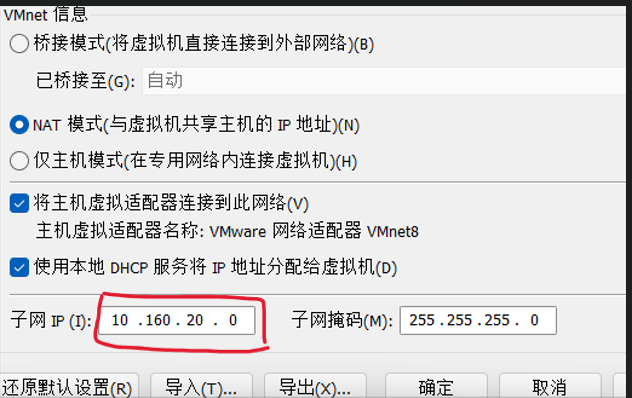 VMnet 信息
桥接模式(将虚拟机直接连接到外部网络)(B)
已桥接至(G): 自动
NAT 模式(与虚拟机共享主机的 IP 地址)(N)
仅主机模式(在专用网络内连接虚拟机)(H)
将主机虚拟适配器连接到此网络(V)
主机虚拟适配器名称: VMware 网络适配器 VMnet8
使用本地 DHCP 服务将 IP 地址分配给虚拟机(D)
子网 IP (I): 10 .160 . 20 . 0 子网掩码(M): 255 .255 .255 . 0
还原默认设置(R) 导入(T)... 导出(X)... 确定 取消